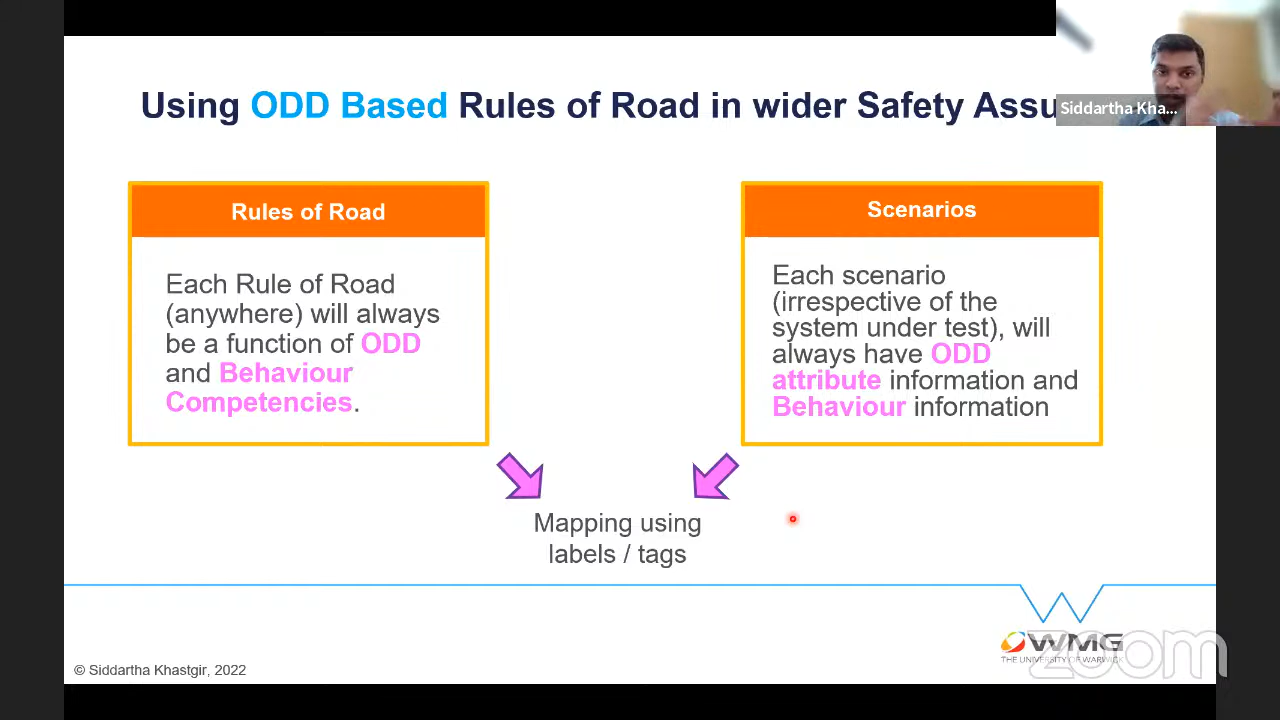 Using ODD Based Rules of Road in wider Safety Assu
Siddartha Kha...
Rules of Road
Each Rule of Road
(anywhere) will always
be a function of ODD
and Behaviour
Competencies.
Scenarios
Each scenario
(irrespective of the
system under test), will
always have ODD
attribute information and
Behaviour information
Mapping using
labels / tags
WMG
THE UNIVERSITY OF WARWICK
zoom
© Siddartha Khastgir, 2022